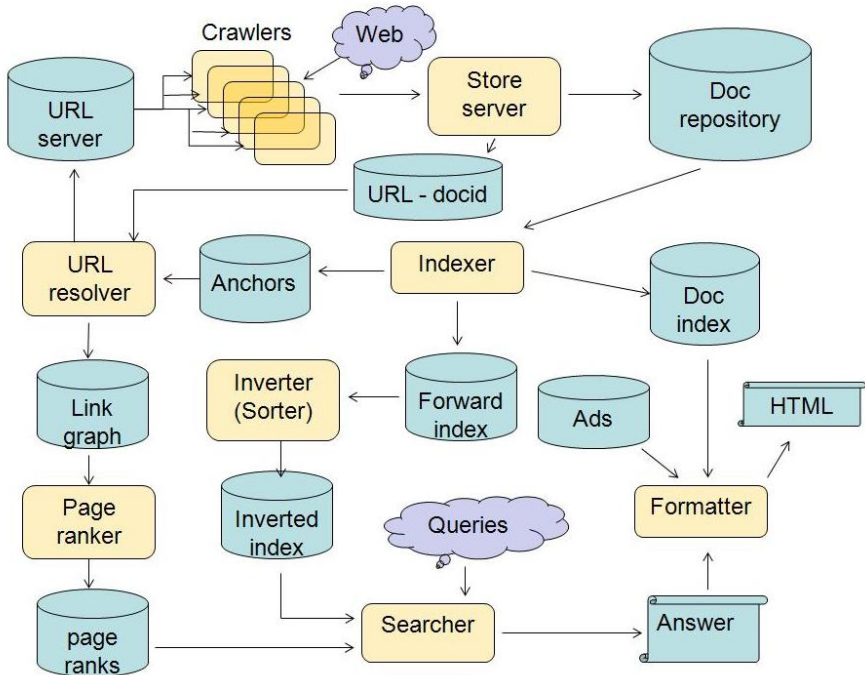 Crawlers
Web
URL
server
Store
server
Doc
repository
URL - docid
URL
resolver
Anchors
Indexer
Doc
index
Link
graph
Inverter
(Sorter)
Forward
index
Ads
HTML
Page
ranker
Inverted
index
Queries
Formatter
page
ranks
Searcher
Answer